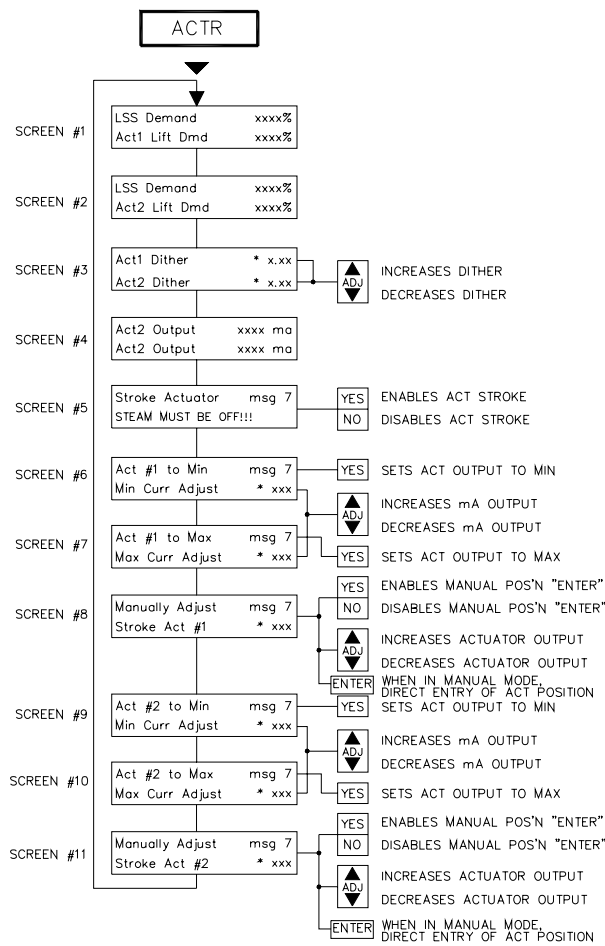 ACTR
SCREEN #1
LSS Demand xxxx%
Act1 Lift Dmd xxxx%
SCREEN #2
LSS Demand xxxx%
Act2 Lift Dmd xxxx%
SCREEN #3
Act1 Dither * x.xx
Act2 Dither * x.xx
ADJ
INCREASES DITHER
DECREASES DITHER
SCREEN #4
Act2 Output xxxx ma
Act2 Output xxxx ma
SCREEN #5
Stroke Actuator msg 7
STEAM MUST BE OFF!!!
YES ENABLES ACT STROKE
NO DISABLES ACT STROKE
SCREEN #6
Act #1 to Min msg 7
Min Curr Adjust * xxx
YES SETS ACT OUTPUT TO MIN
ADJ
INCREASES mA OUTPUT
DECREASES mA OUTPUT
SCREEN #7
Act #1 to Max msg 7
Max Curr Adjust * xxx
YES SETS ACT OUTPUT TO MAX
SCREEN #8
Manually Adjust msg 7
Stroke Act #1 * xxx
YES ENABLES MANUAL POS'N "ENTER"
NO DISABLES MANUAL POS'N "ENTER"
ADJ
INCREASES ACTUATOR OUTPUT
DECREASES ACTUATOR OUTPUT
ENTER WHEN IN MANUAL MODE,
DIRECT ENTRY OF ACT POSITION
SCREEN #9
Act #2 to Min msg 7
Min Curr Adjust * xxx
YES SETS ACT OUTPUT TO MIN
ADJ
INCREASES mA OUTPUT
DECREASES mA OUTPUT
SCREEN #10
Act #2 to Max msg 7
Max Curr Adjust * xxx
YES SETS ACT OUTPUT TO MAX
SCREEN #11
Manually Adjust msg 7
Stroke Act #2 * xxx
YES ENABLES MANUAL POS'N "ENTER"
NO DISABLES MANUAL POS'N "ENTER"
ADJ
INCREASES ACTUATOR OUTPUT
DECREASES ACTUATOR OUTPUT
ENTER WHEN IN MANUAL MODE,
DIRECT ENTRY OF ACT POSITION